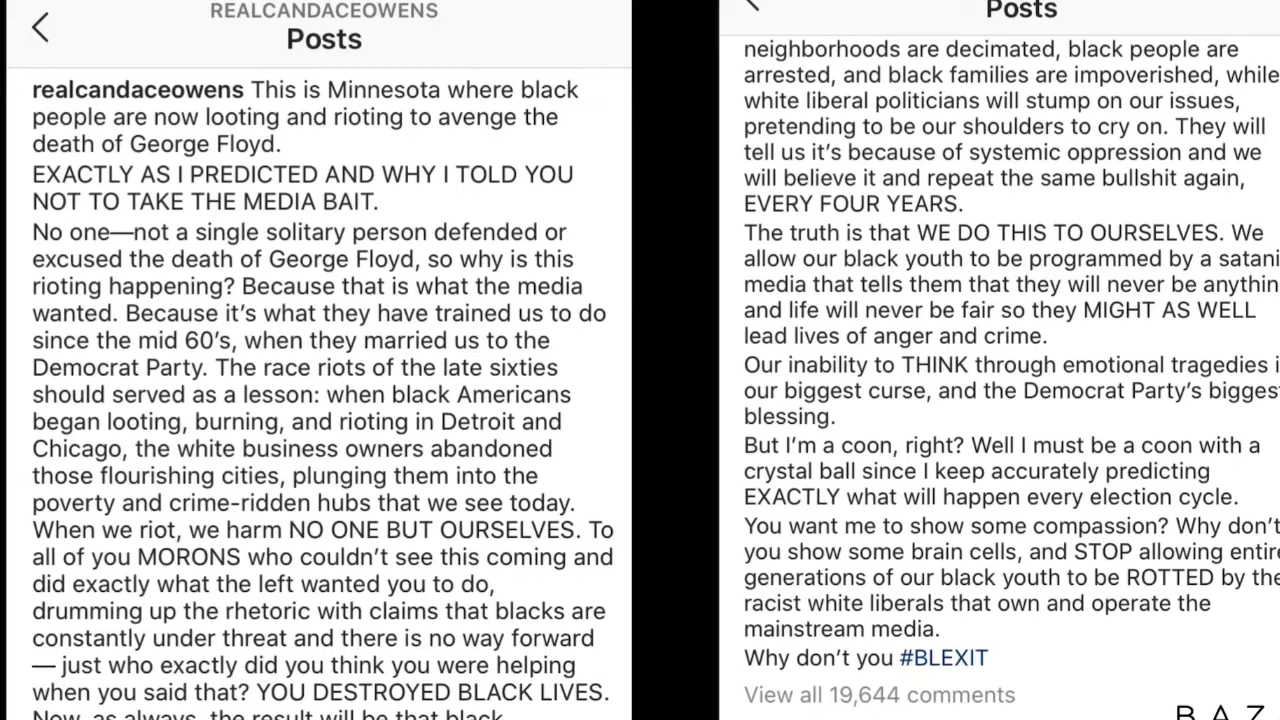 REALCANDACEOWENS
Posts
realcandaceowens This is Minnesota where black
people are now looting and rioting to avenge the
death of George Floyd.
EXACTLY AS I PREDICTED AND WHY I TOLD YOU
NOT TO TAKE THE MEDIA BAIT.
No one—not a single solitary person defended or
excused the death of George Floyd, so why is this
rioting happening? Because that is what the media
wanted. Because it’s what they have trained us to do
since the mid 60’s, when they married us to the
Democrat Party. The race riots of the late sixties
should served as a lesson: when black Americans
began looting, burning, and rioting in Detroit and
Chicago, the white business owners abandoned
those flourishing cities, plunging them into the
poverty and crime-ridden hubs that we see today.
When we riot, we harm NO ONE BUT OURSELVES. To
all of you MORONS who couldn’t see this coming and
did exactly what the left wanted you to do,
drumming up the rhetoric with claims that blacks are
constantly under threat and there is no way forward
— just who exactly did you think you were helping
when you said that? YOU DESTROYED BLACK LIVES.
Now, as always, the result will be that black
Posts
neighborhoods are decimated, black people are
arrested, and black families are impoverished, while
white liberal politicians will stump on our issues,
pretending to be our shoulders to cry on. They will
tell us it’s because of systemic oppression and we
will believe it and repeat the same bullshit again,
EVERY FOUR YEARS.
The truth is that WE DO THIS TO OURSELVES. We
allow our black youth to be programmed by a satani
media that tells them that they will never be anythin
and life will never be fair so they MIGHT AS WELL
lead lives of anger and crime.
Our inability to THINK through emotional tragedies i
our biggest curse, and the Democrat Party’s bigges
blessing.
But I’m a coon, right? Well I must be a coon with a
crystal ball since I keep accurately predicting
EXACTLY what will happen every election cycle.
You want me to show some compassion? Why don’t
you show some brain cells, and STOP allowing entire
generations of our black youth to be ROTTED by the
racist white liberals that own and operate the
mainstream media.
Why don’t you #BLEXIT
View all 19,644 comments
BAZ